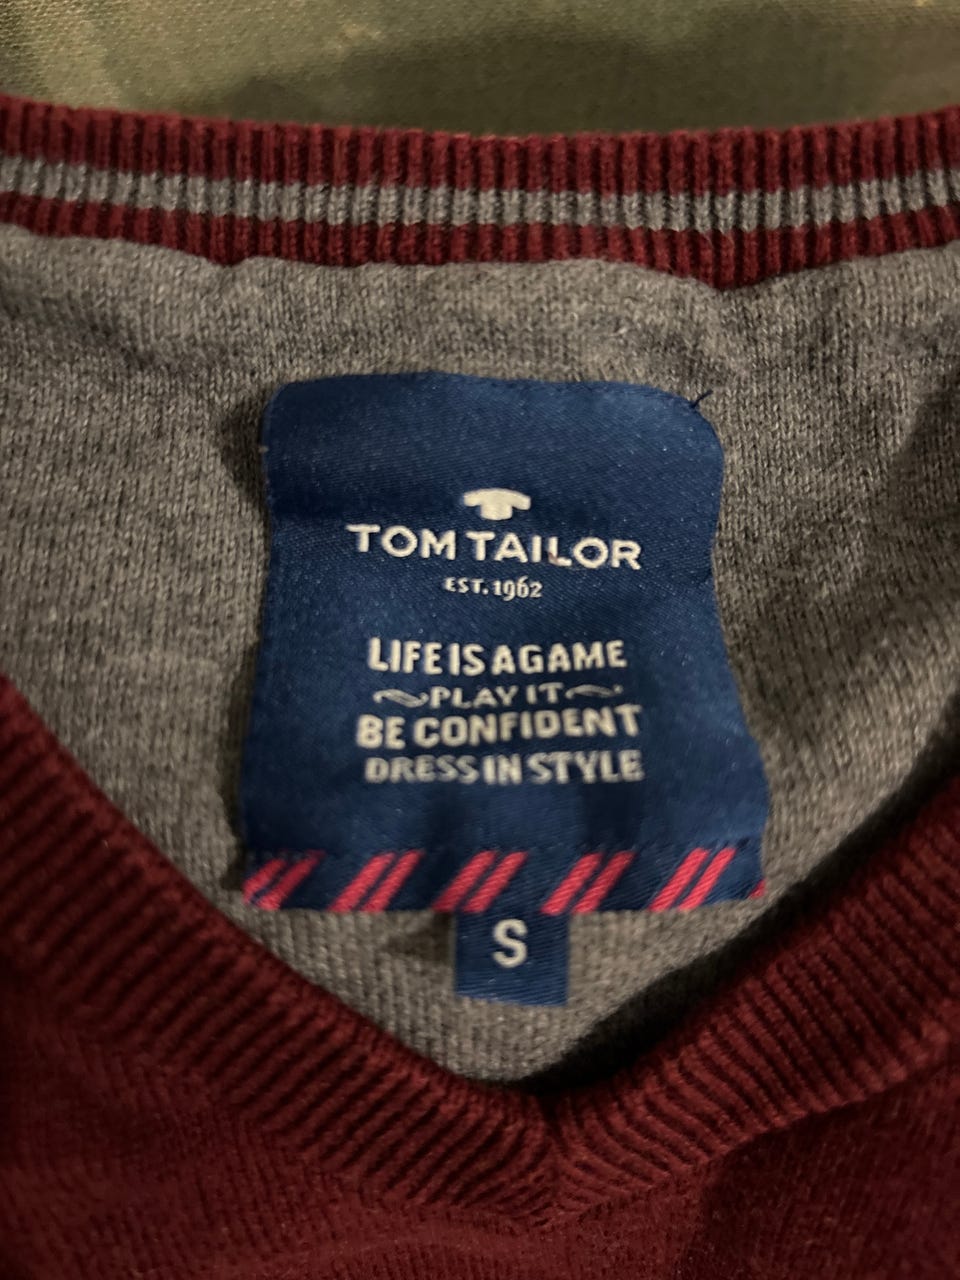 TOM TAILOR
EST. 1962
LIFE IS A GAME
PLAY IT
BE CONFIDENT
DRESS IN STYLE
S